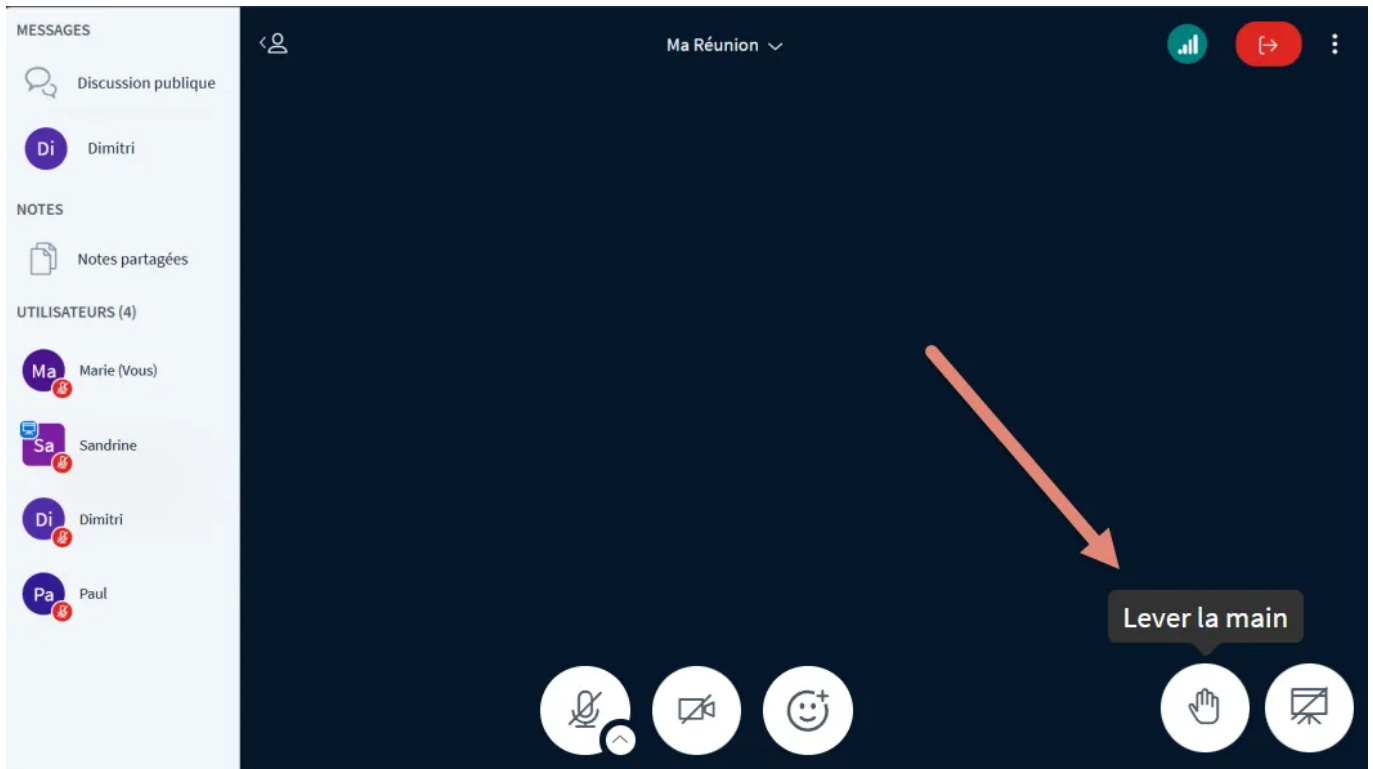 MESSAGES
Discussion publique
Di Dimitri
NOTES
Notes partagées
UTILISATEURS (4)
Ma Marie (Vous)
Sa Sandrine
Di Dimitri
Pa Paul
Ma Réunion
Lever la main